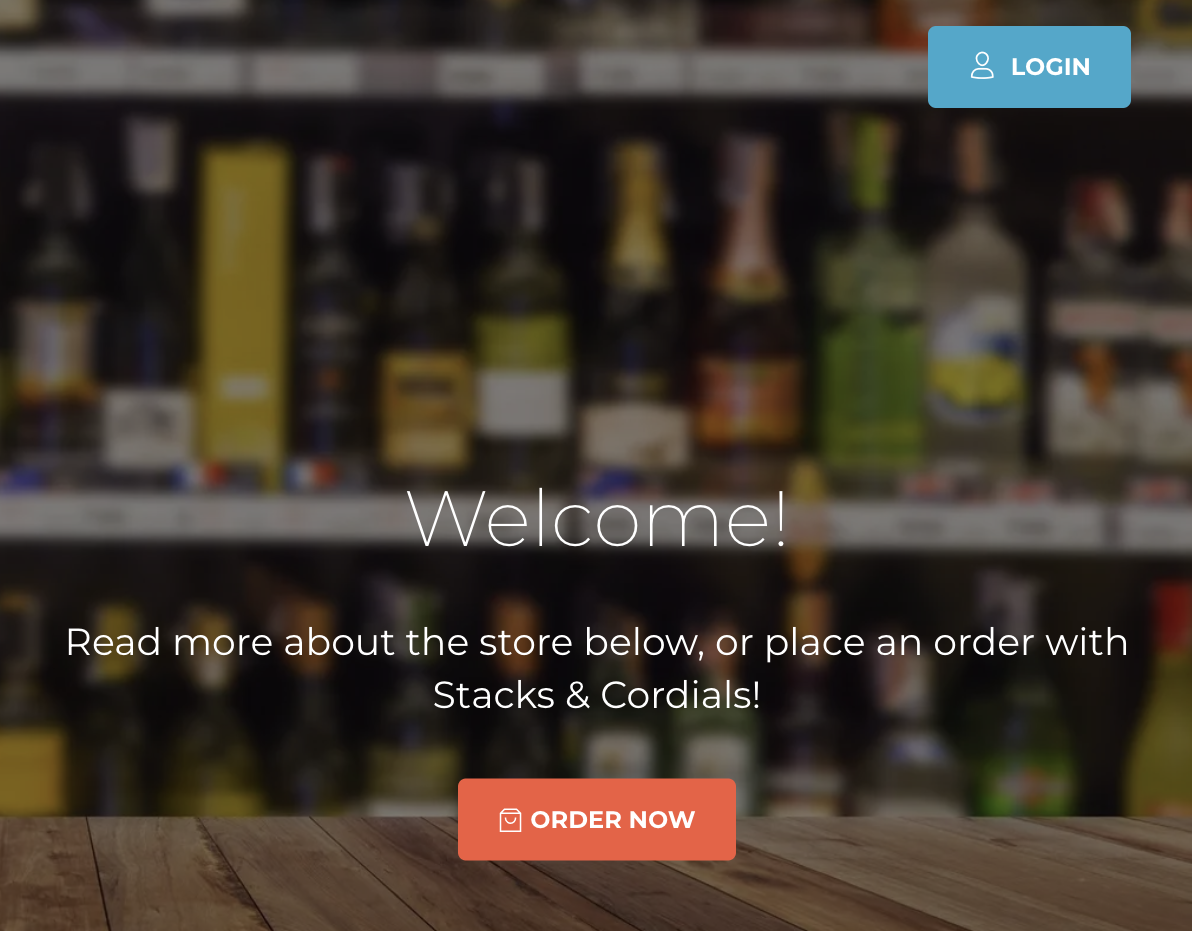 LOGIN
Welcome!
Read more about the store below, or place an order with
Stacks & Cordials!
ORDER NOW